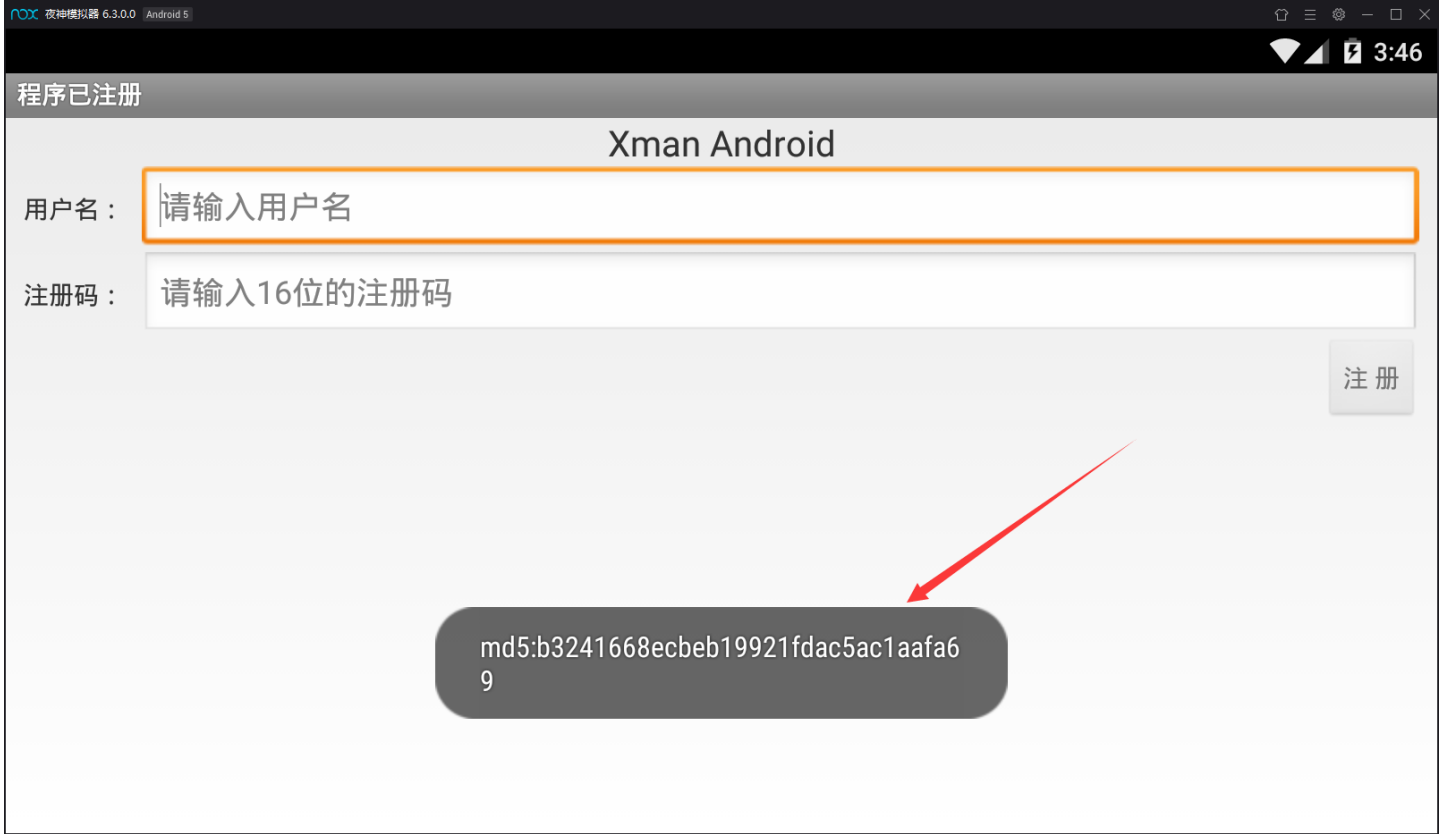 nox 夜神模拟器 6.3.0.0 Android 5
3:46
程序已注册
Xman Android
用户名：
请输入用户名
注册码：
请输入16位的注册码
注 册
md5:b3241668ecbeb19921fdac5ac1aafa6
9